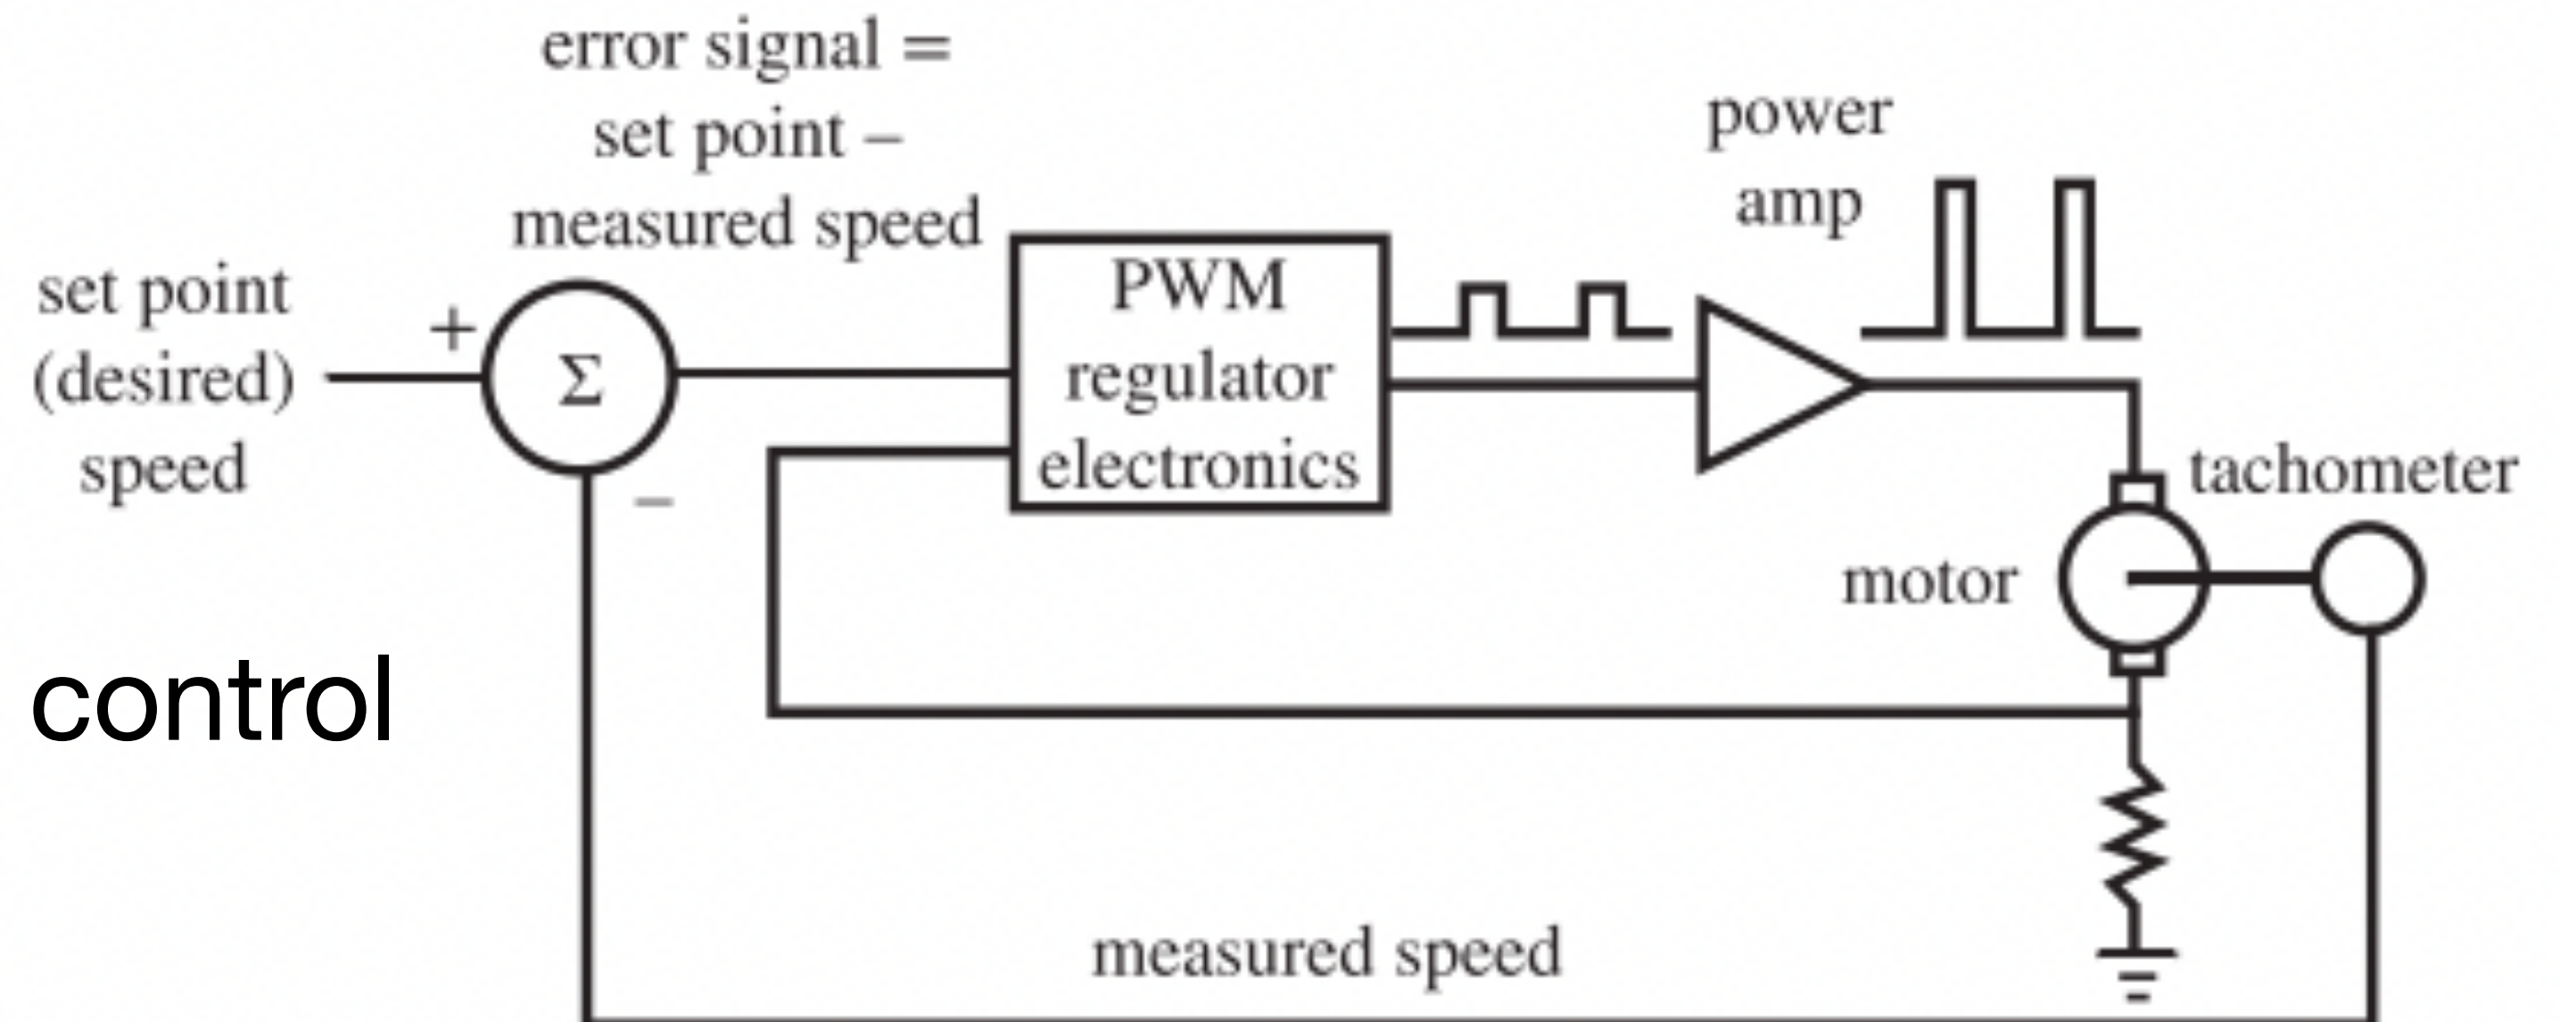 error signal =
set point –
measured speed
set point
(desired)
speed
+
Σ
–
PWM
regulator
electronics
power
amp
tachometer
motor
control
measured speed